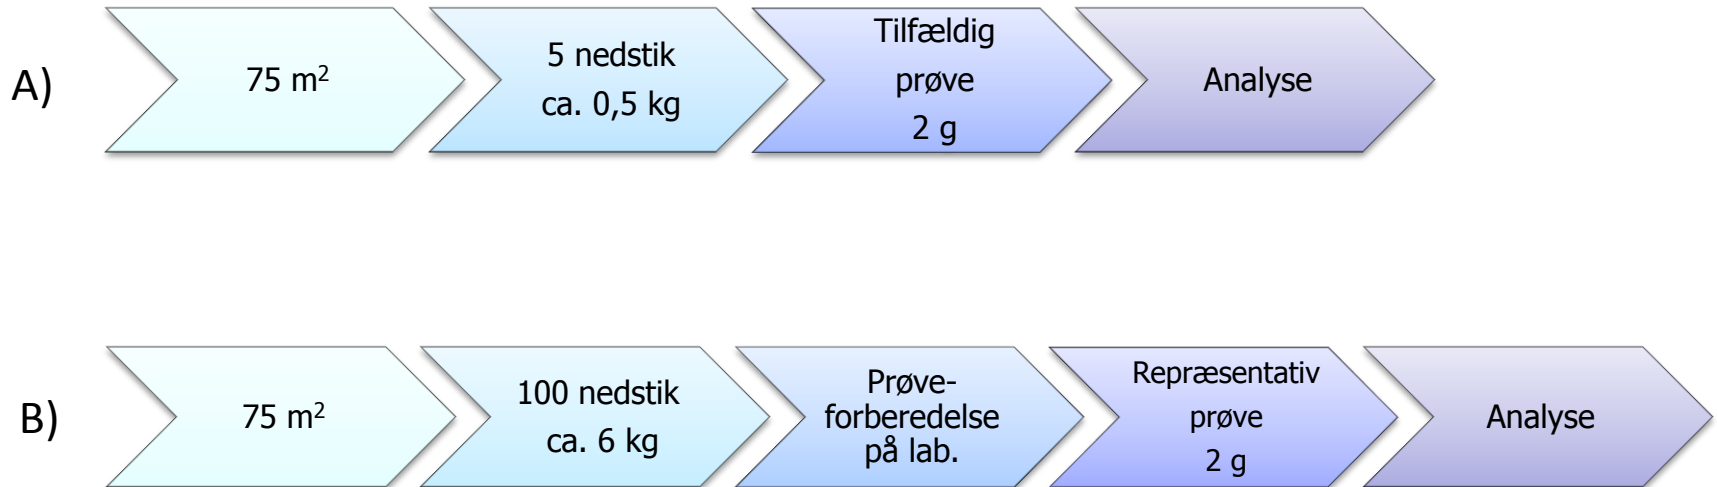 A)
75 m²
5 nedstik
ca. 0,5 kg
Tilfældig
prøve
2 g
Analyse
B)
75 m²
100 nedstik
ca. 6 kg
Prøve-
forberedelse
på lab.
Repræsentativ
prøve
2 g
Analyse